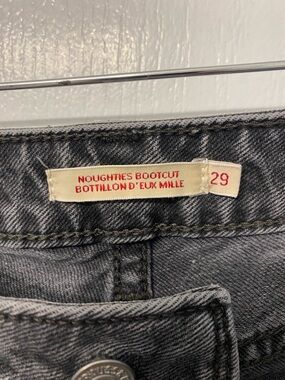 NOUGHTIES BOOTCUT
BOTTILLON D'EUX MILLE
29